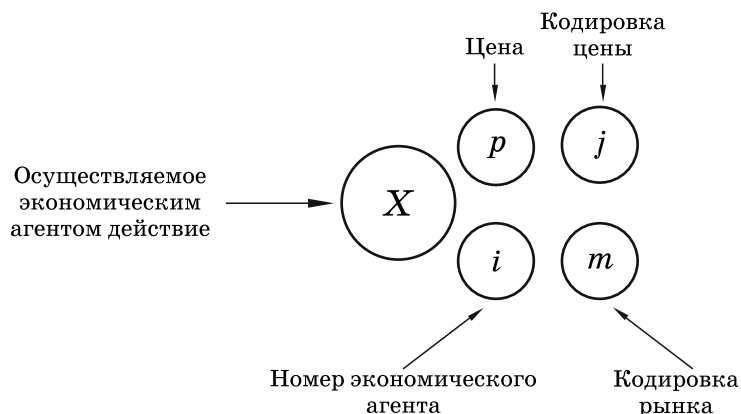 Кодировка
цены
Цена
p
j
Осуществляемое
экономическим
агентом действие
X
i
m
Номер экономического
агента
Кодировка
рынка